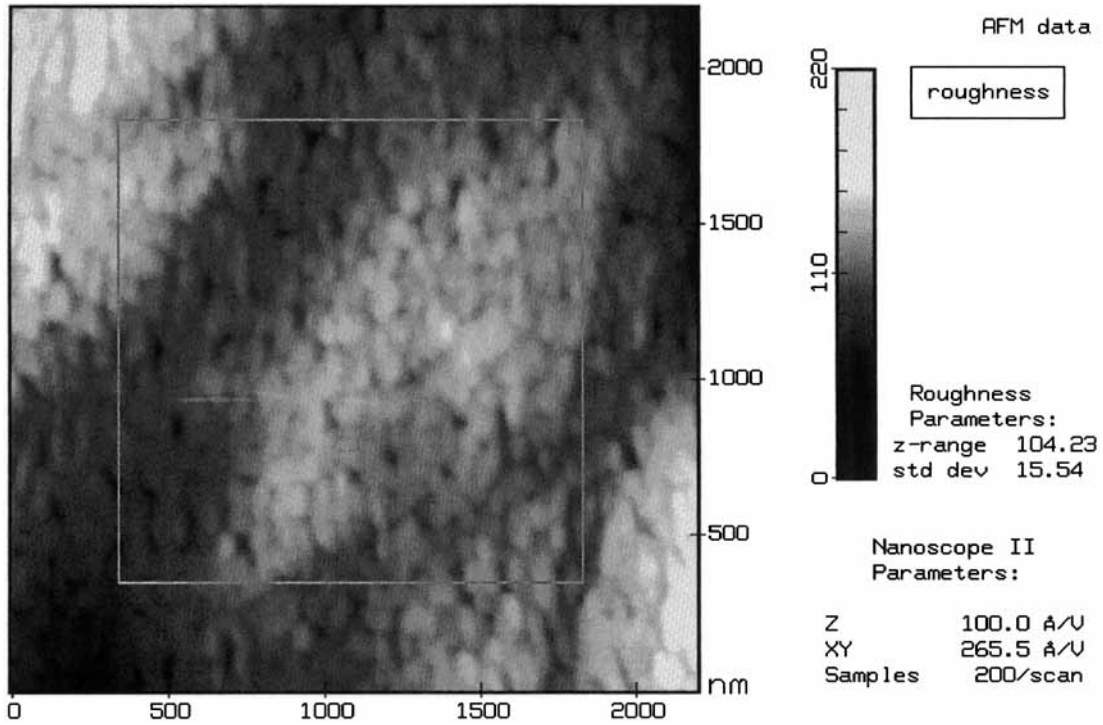 AFM data
220
110
0
roughness
2000
1500
1000
500
nm
0 500 1000 1500 2000
Roughness
Parameters:
z-range 104.23
std dev 15.54
Nanoscope II
Parameters:
Z 100.0 A/V
XY 265.5 A/V
Samples 200/scan